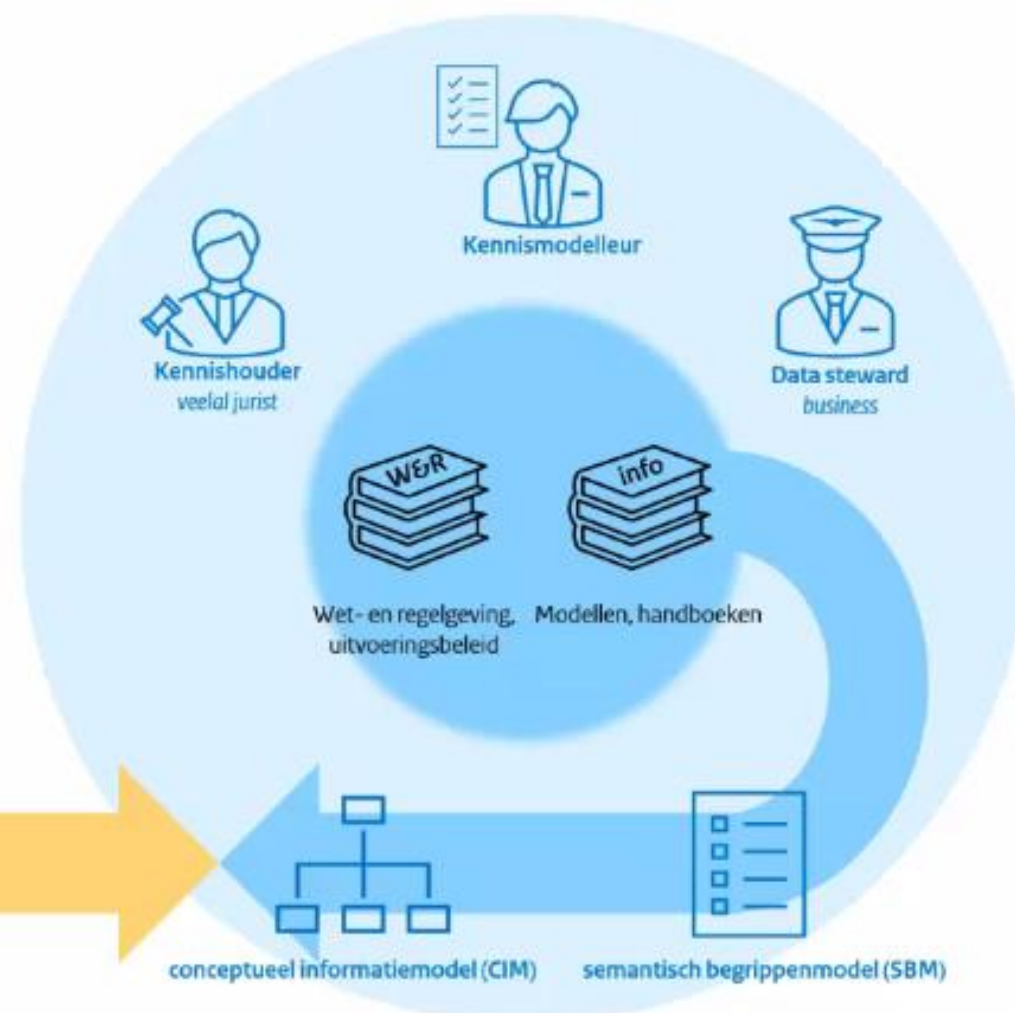 Kennismodelleur
Kennishouder
veelal jurist
Data steward
business
W&R
info
Wet- en regelgeving,
uitvoeringsbeleid
Modellen, handboeken
conceptueel informatiemodel (CIM)
semantisch begrippenmodel (SBM)